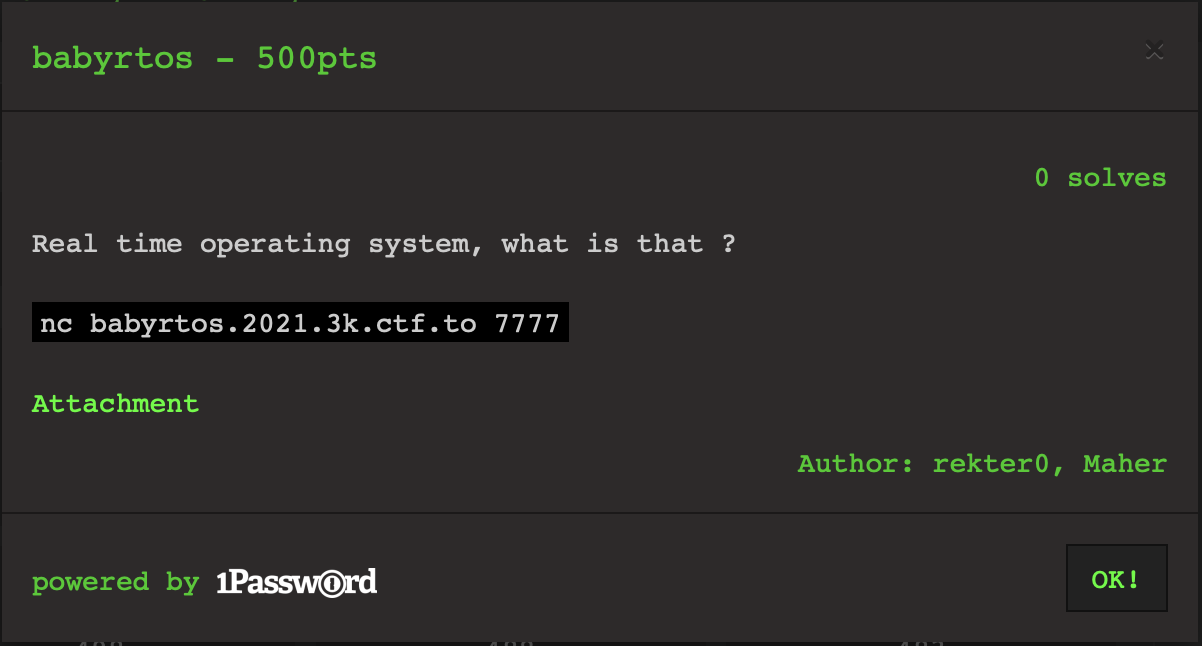 babyrtos - 500pts
×
0 solves
Real time operating system, what is that ?
nc babyrtos.2021.3k.ctf.to 7777
Attachment
Author: rekter0, Maher
powered by 1Password
OK!